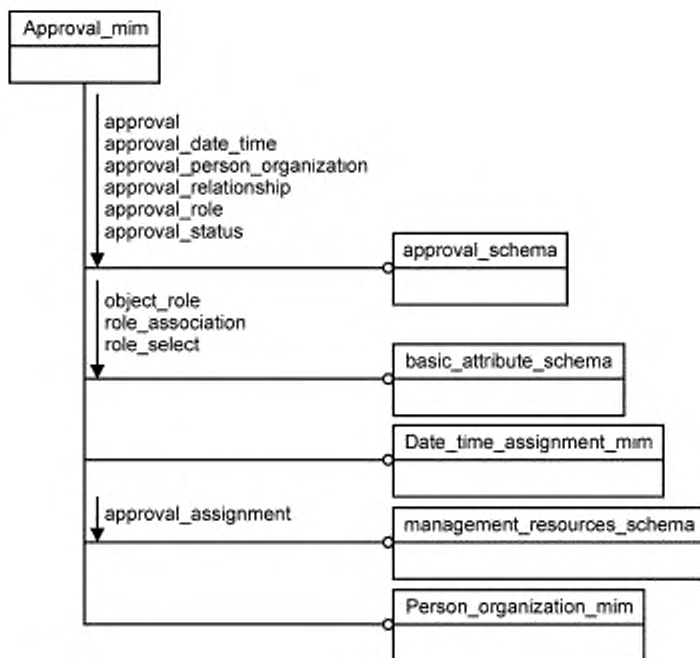 Approval_mim
approval
approval_date_time
approval_person_organization
approval_relationship
approval_role
approval_status
approval_schema
object_role
role_association
role_select
basic_attribute_schema
Date_time_assignment_mim
approval_assignment
management_resources_schema
Person_organization_mim